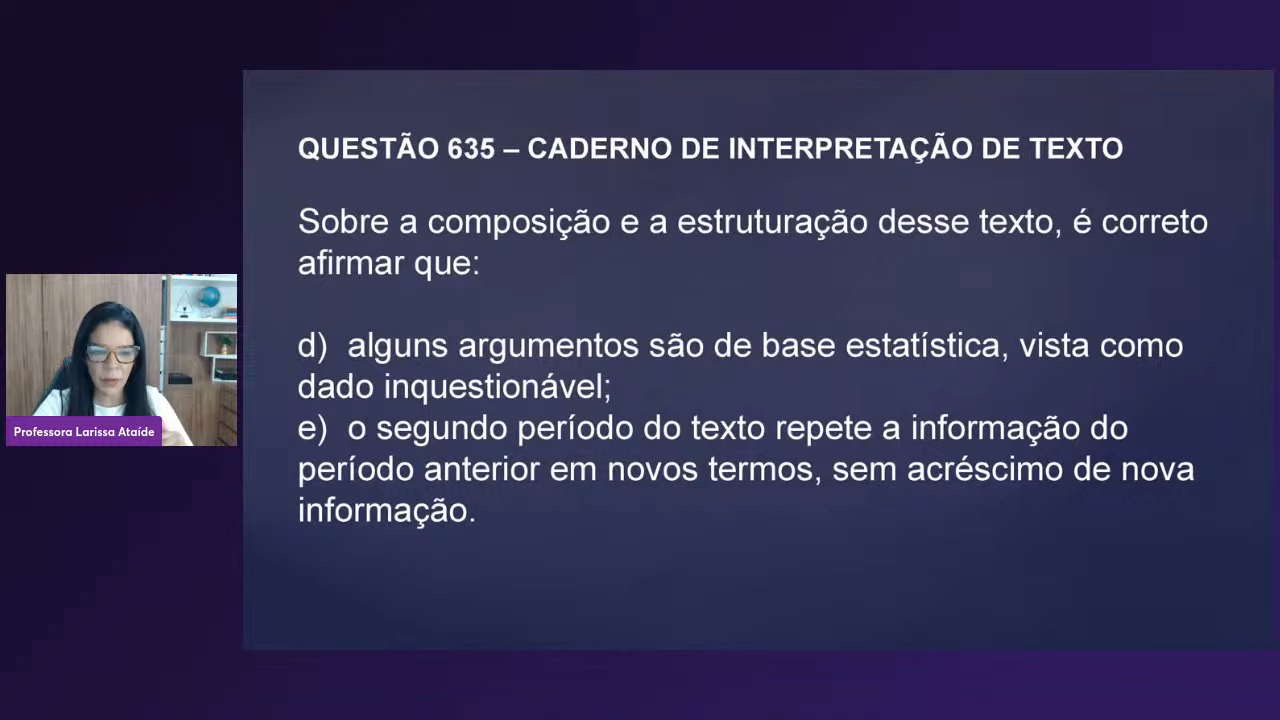 QUESTÃO 635 – CADERNO DE INTERPRETAÇÃO DE TEXTO
Sobre a composição e a estruturação desse texto, é correto
afirmar que:
d) alguns argumentos são de base estatística, vista como
dado inquestionável;
e) o segundo período do texto repete a informação do
período anterior em novos termos, sem acréscimo de nova
informação.
Professora Larissa Ataíde